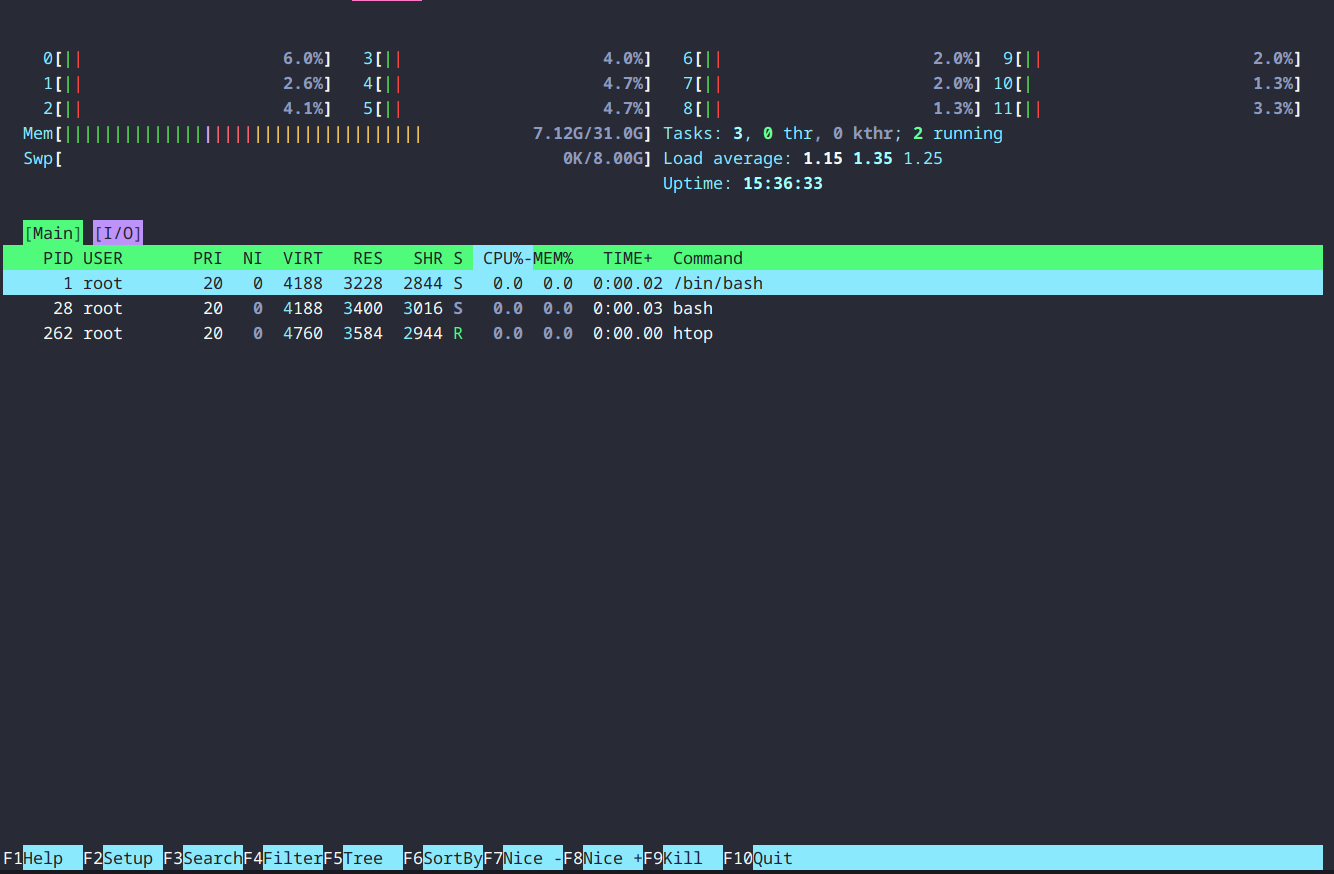 0[|| 6.0%] 3[|| 4.0%] 6[|| 2.0%] 9[|| 2.0%]
1[|| 2.6%] 4[|| 4.7%] 7[|| 2.0%] 10[| 1.3%]
2[|| 4.1%] 5[|| 4.7%] 8[|| 1.3%] 11[|| 3.3%]
Mem[|||||||||||||||||||||||||||||||||||| 7.12G/31.0G] Tasks: 3, 0 thr, 0 kthr; 2 running
Swp[ 0K/8.00G] Load average: 1.15 1.35 1.25
Uptime: 15:36:33
[Main] [I/O]
PID USER PRI NI VIRT RES SHR S CPU%-MEM% TIME+ Command
1 root 20 0 4188 3228 2844 S 0.0 0.0 0:00.02 /bin/bash
28 root 20 0 4188 3400 3016 S 0.0 0.0 0:00.03 bash
262 root 20 0 4760 3584 2944 R 0.0 0.0 0:00.00 htop
F1Help F2Setup F3SearchF4FilterF5Tree F6SortByF7Nice -F8Nice +F9Kill F10Quit